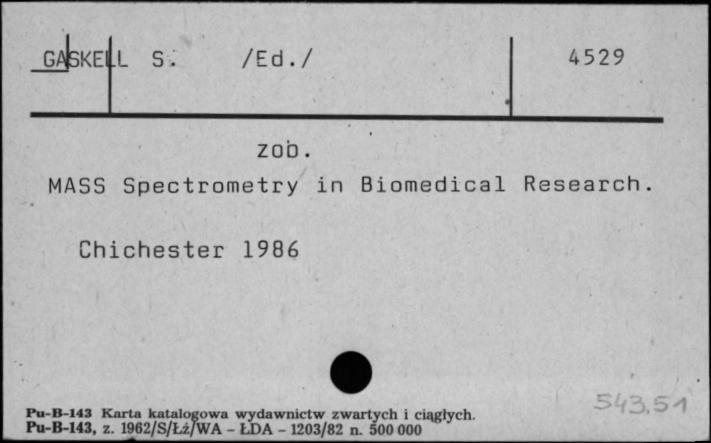 GASKELL S. /Ed./ 4529
zob.
MASS Spectrometry in Biomedical Research.
Chichester 1986
543.51
Pu-B-143 Karta katalogowa wydawnictw zwartych i ciągłych.
Pu-B-143, z. 1962/S/Łż/WA – ŁDA – 1203/82 n. 500 000